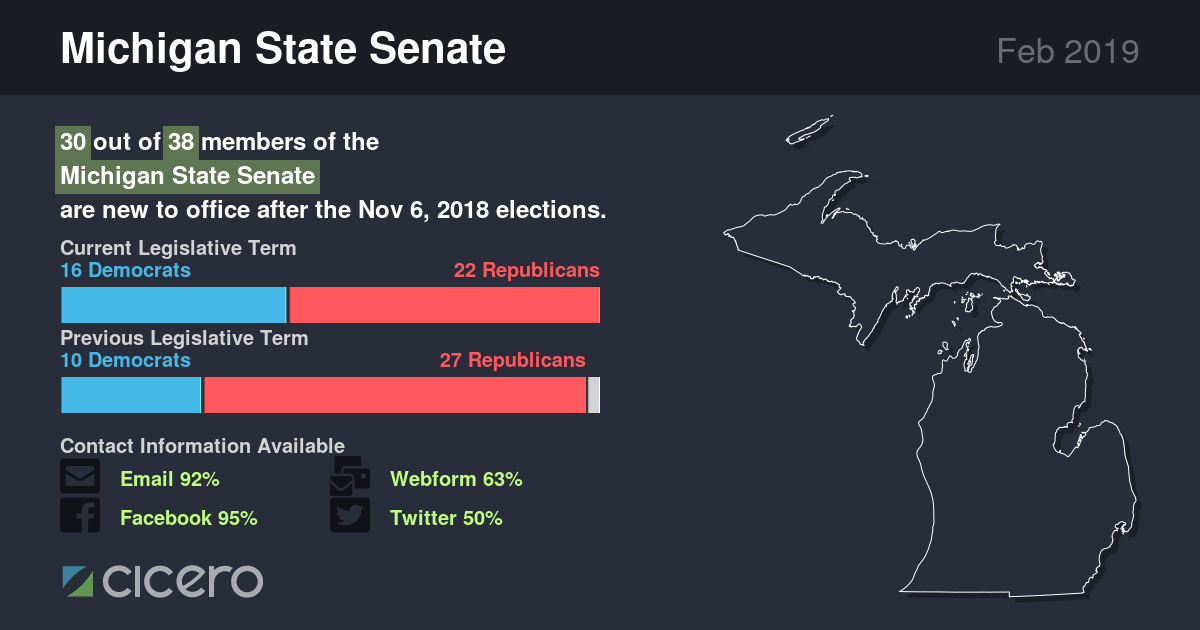 Michigan State Senate
Feb 2019
30 out of 38 members of the
Michigan State Senate
are new to office after the Nov 6, 2018 elections.
Current Legislative Term
16 Democrats 22 Republicans
Previous Legislative Term
10 Democrats 27 Republicans
Contact Information Available
Email 92% Webform 63%
Facebook 95% Twitter 50%
cicero